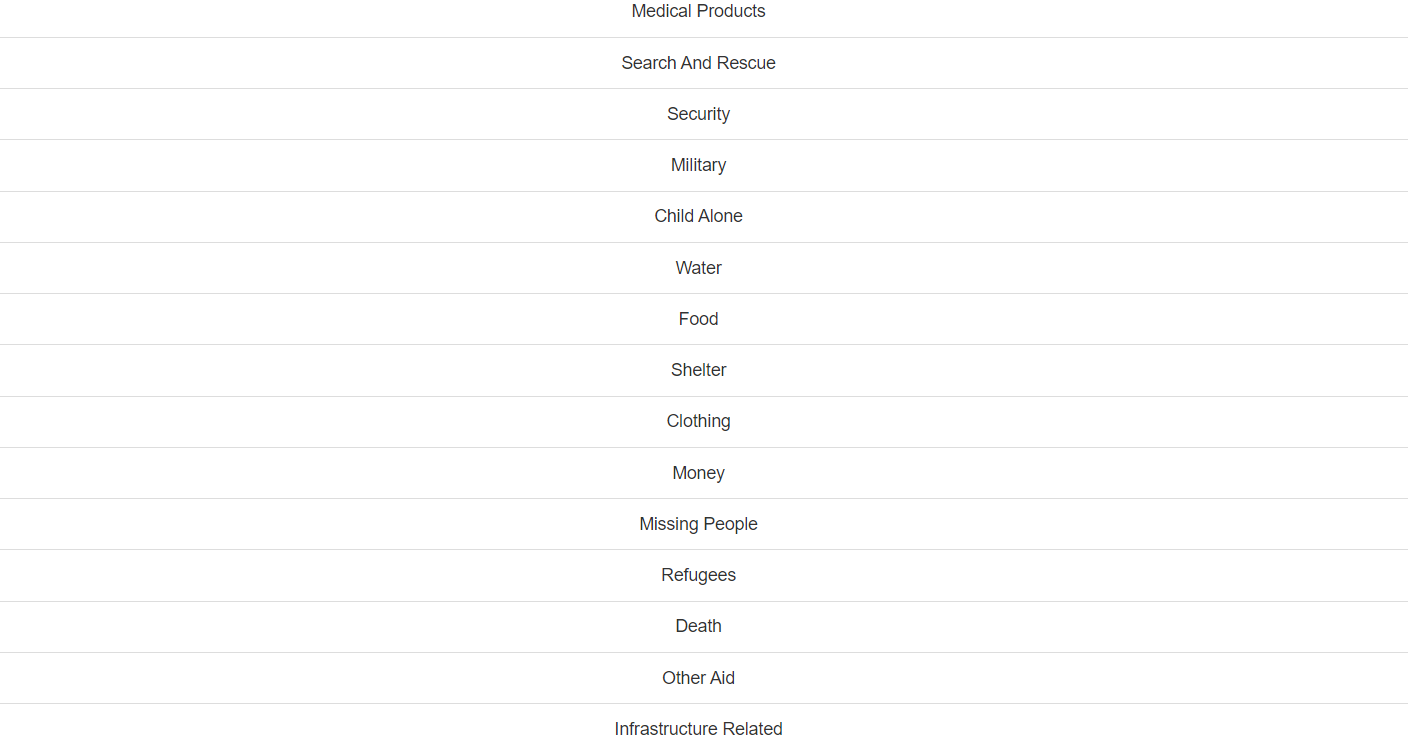 Medical Products
Search And Rescue
Security
Military
Child Alone
Water
Food
Shelter
Clothing
Money
Missing People
Refugees
Death
Other Aid
Infrastructure Related